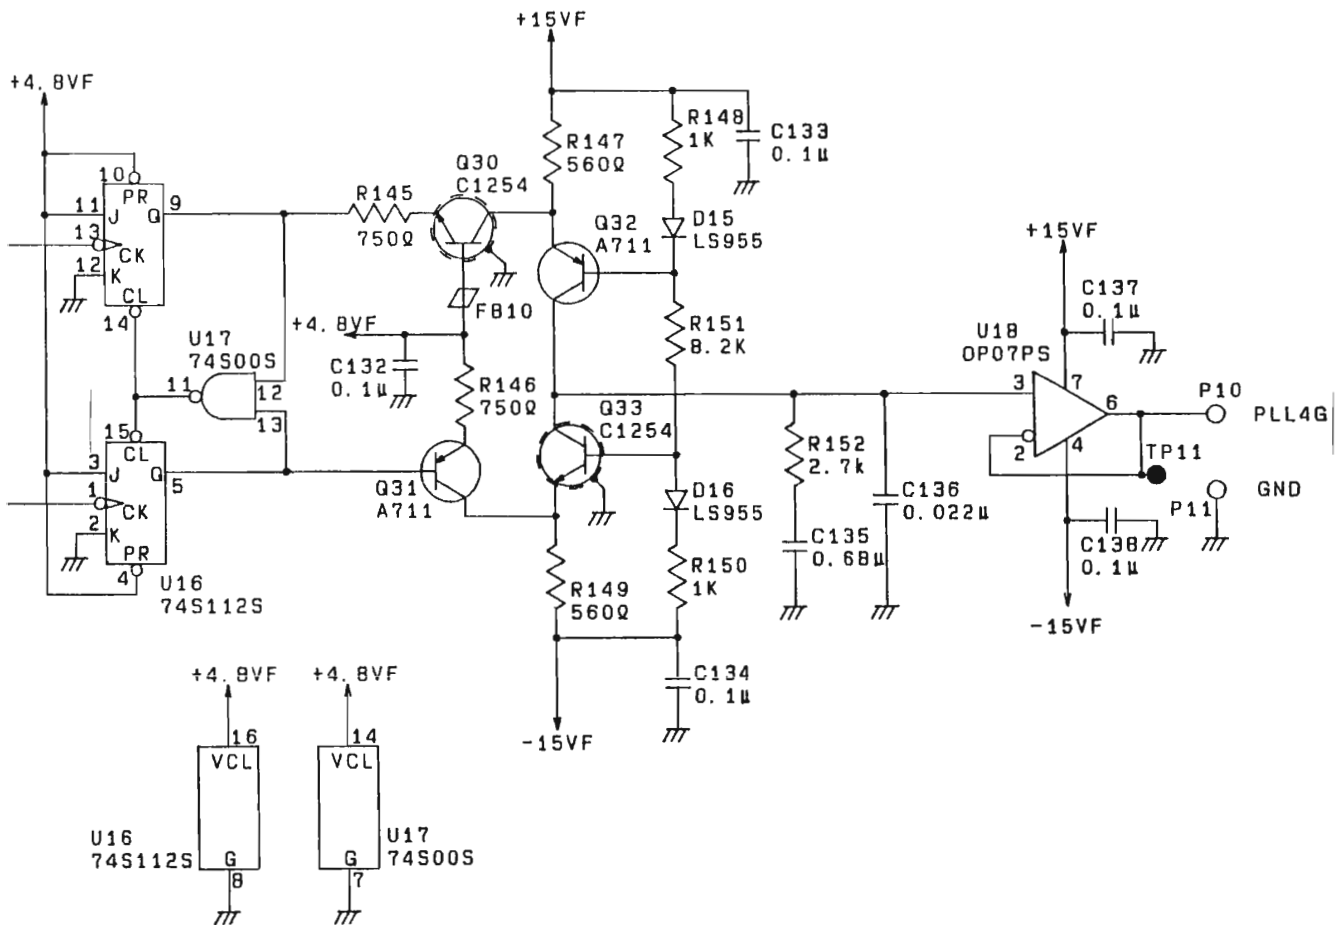 +15VF
+4.8VF
R148
1K
C133
0.1μ
R147
560Ω
Q30
C1254
10
PR
9
R145
750Ω
11
J
Q
13
CK
12
K
CL
14
D15
LS955
Q32
A711
+15VF
C137
0.1μ
FB10
+4.8VF
U17
74S00S
11
12
13
C132
0.1μ
R146
750Ω
R151
8.2K
U18
OP07PS
3
7
6
2
4
P10
PLL4G
TP11
P11
GND
Q33
C1254
R152
2.7k
15
CL
3
J
Q
5
1
CK
2
K
PR
4
Q31
A711
D16
LS955
C136
0.022μ
C135
0.68μ
C138
0.1μ
U16
74S112S
R149
560Ω
R150
1K
-15VF
+4.8VF
+4.8VF
C134
0.1μ
-15VF
16
VCL
14
VCL
U16
74S112S
G
8
U17
74S00S
G
7